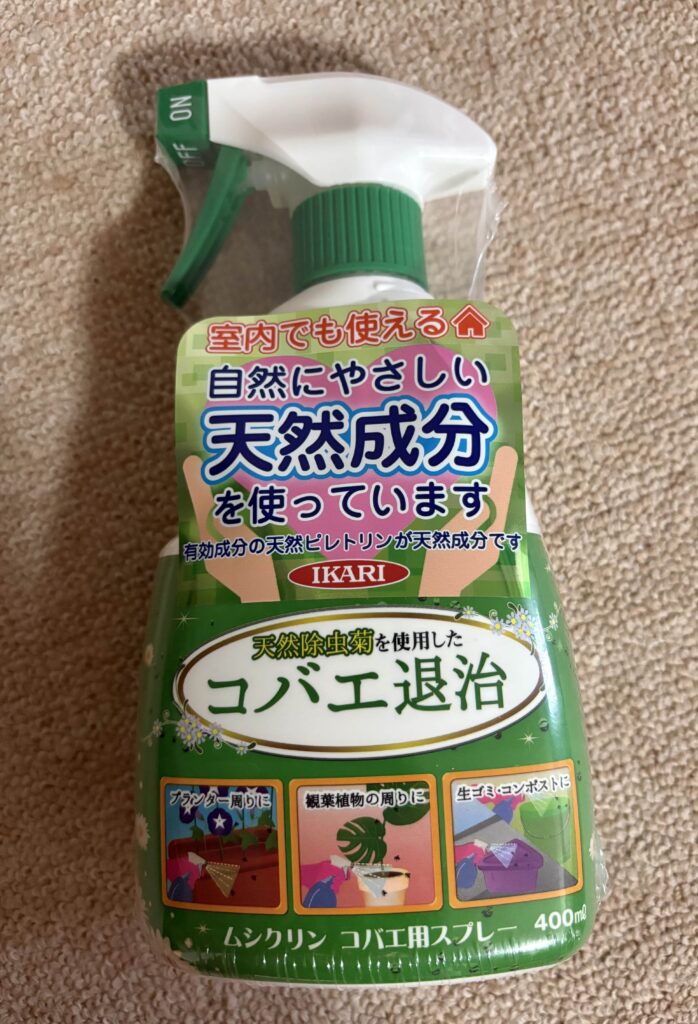 ON
OFF
室内でも使える
自然にやさしい
天然成分
を使っています
有効成分の天然ピレトリンが天然成分です
IKARI
天然除虫菊を使用した
コバエ退治
プランター周りに
観葉植物の周りに
生ゴミ・コンポストに
ムシクリン コバエ用スプレー 400mℓ